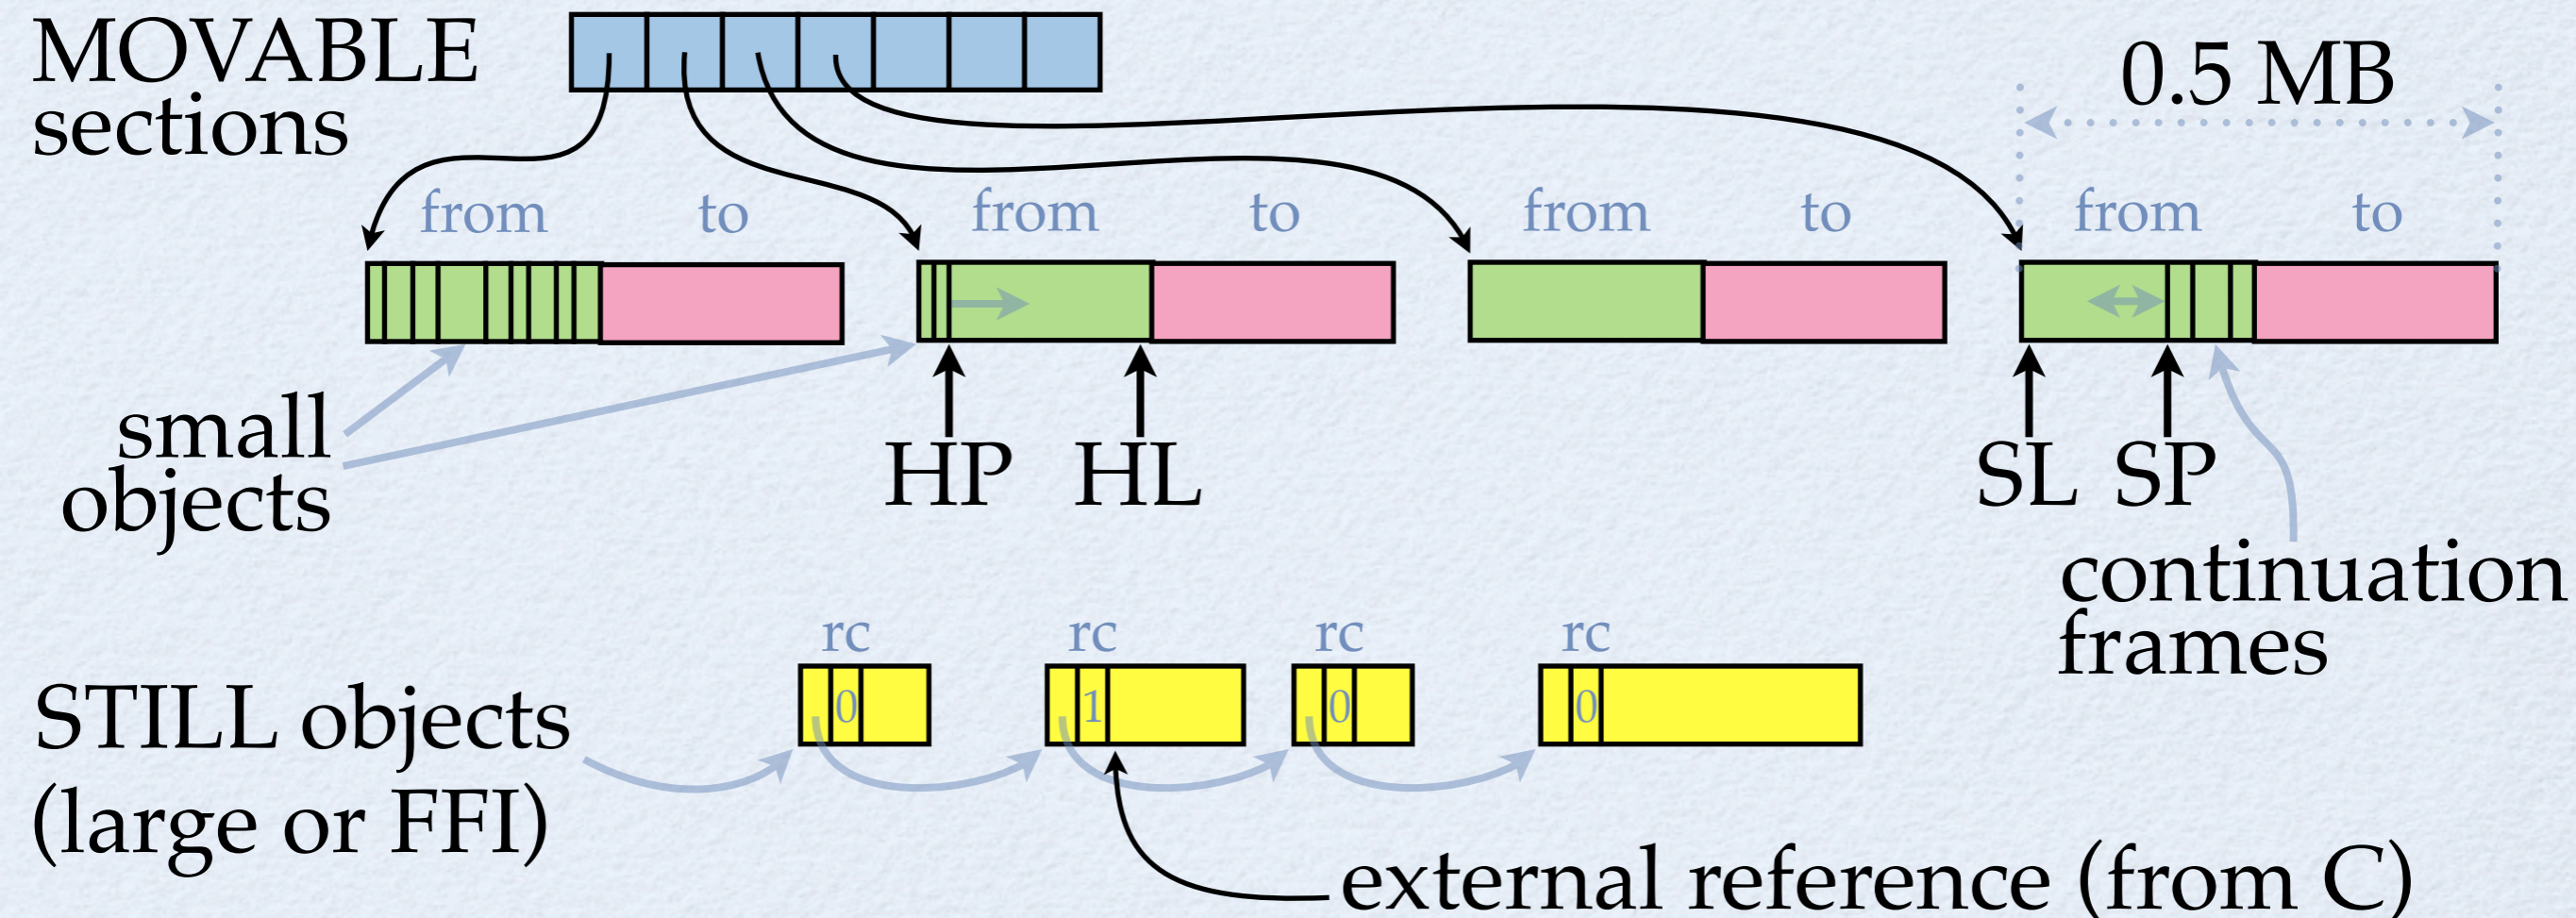 MOVABLE
sections
0.5 MB
from to from to from to from to
small
objects
HP HL SL SP
continuation
frames
rc rc rc rc
0 1 0 0
STILL objects
(large or FFI)
external reference (from C)